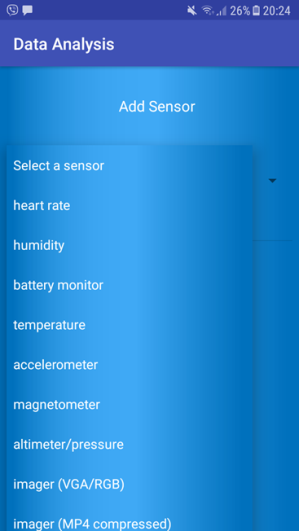 26% 20:24
Data Analysis
Add Sensor
Select a sensor
heart rate
humidity
battery monitor
temperature
accelerometer
magnetometer
altimeter/pressure
imager (VGA/RGB)
imager (MP4 compressed)